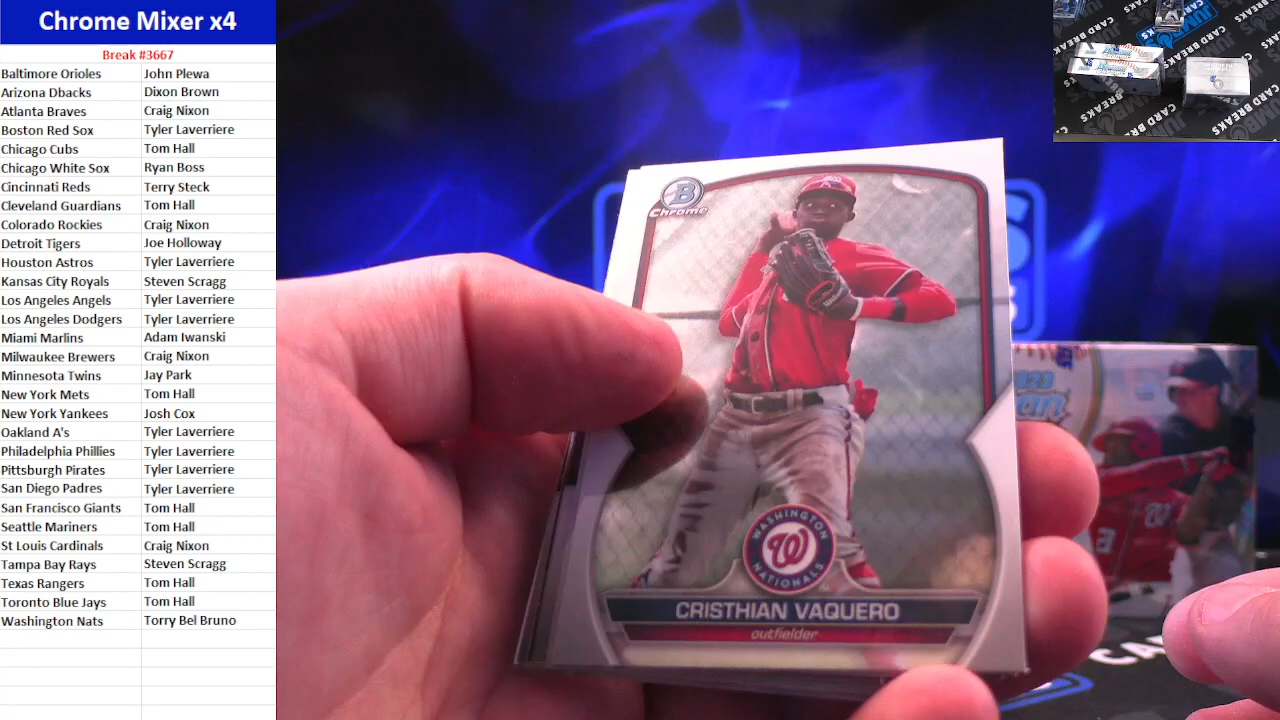 Chrome Mixer x4
Break #3667
Baltimore Orioles John Plewa
Arizona Dbacks Dixon Brown
Atlanta Braves Craig Nixon
Boston Red Sox Tyler Laverriere
Chicago Cubs Tom Hall
Chicago White Sox Ryan Boss
Cincinnati Reds Terry Steck
Cleveland Guardians Tom Hall
Colorado Rockies Craig Nixon
Detroit Tigers Joe Holloway
Houston Astros Tyler Laverriere
Kansas City Royals Steven Scragg
Los Angeles Angels Tyler Laverriere
Los Angeles Dodgers Tyler Laverriere
Miami Marlins Adam Iwanski
Milwaukee Brewers Craig Nixon
Minnesota Twins Jay Park
New York Mets Tom Hall
New York Yankees Josh Cox
Oakland A's Tyler Laverriere
Philadelphia Phillies Tyler Laverriere
Pittsburgh Pirates Tyler Laverriere
San Diego Padres Tyler Laverriere
San Francisco Giants Tom Hall
Seattle Mariners Tom Hall
St Louis Cardinals Craig Nixon
Tampa Bay Rays Steven Scragg
Texas Rangers Tom Hall
Toronto Blue Jays Tom Hall
Washington Nats Torry Bel Bruno
B
Chrome
WASHINGTON
W
NATIONALS
CRISTHIAN VAQUERO
outfielder
CARD BREAKS
CARD BREAKS